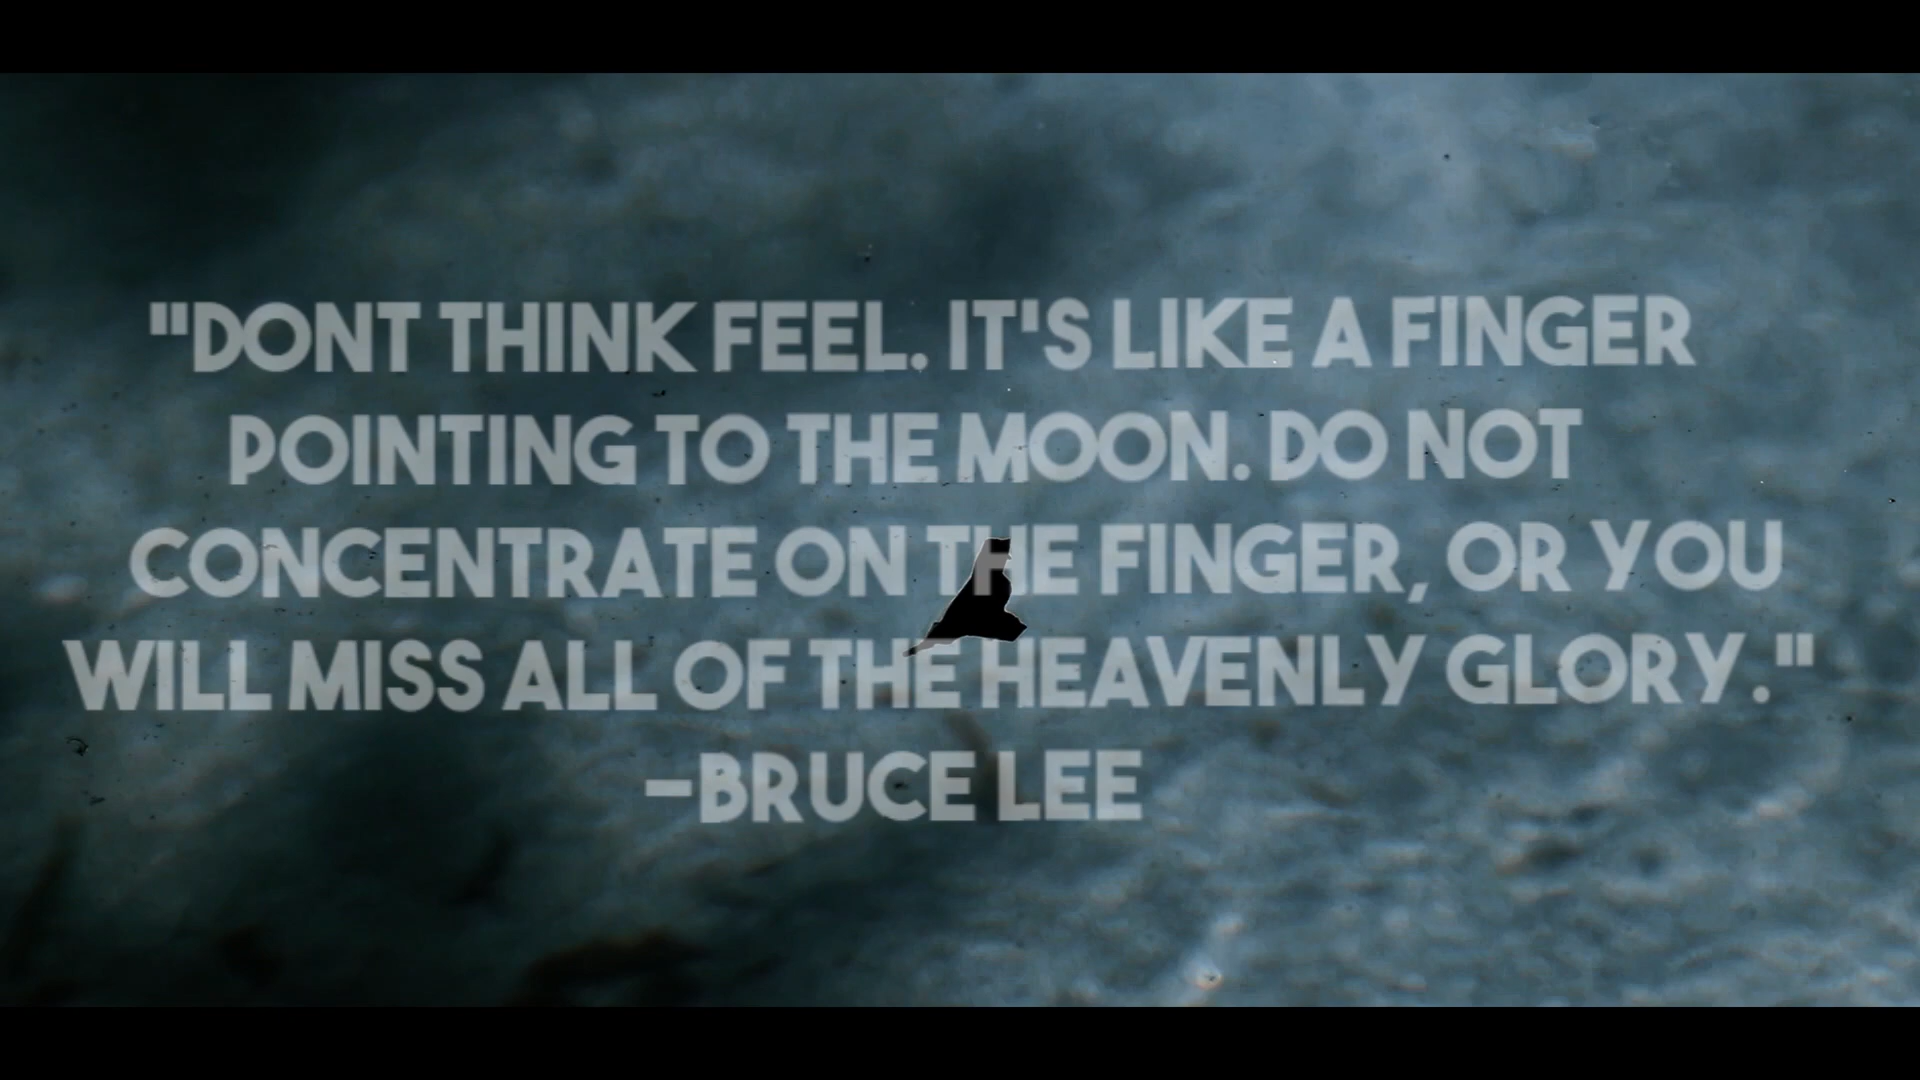 "DONT THINK FEEL. IT'S LIKE A FINGER
POINTING TO THE MOON. DO NOT
CONCENTRATE ON THE FINGER, OR YOU
WILL MISS ALL OF THE HEAVENLY GLORY."
-BRUCE LEE